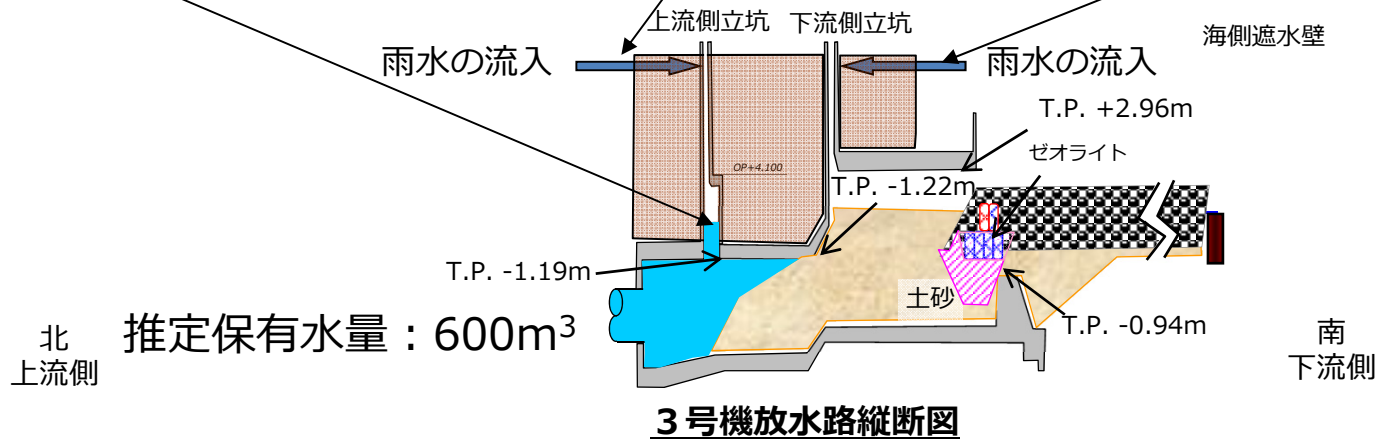 上流側立坑 下流側立坑
海側遮水壁
雨水の流入
雨水の流入
T.P. +2.96m
ゼオライト
OP+4.100
T.P. -1.22m
T.P. -1.19m
土砂
T.P. -0.94m
北
上流側
推定保有水量：600m³
南
下流側
３号機放水路縦断図